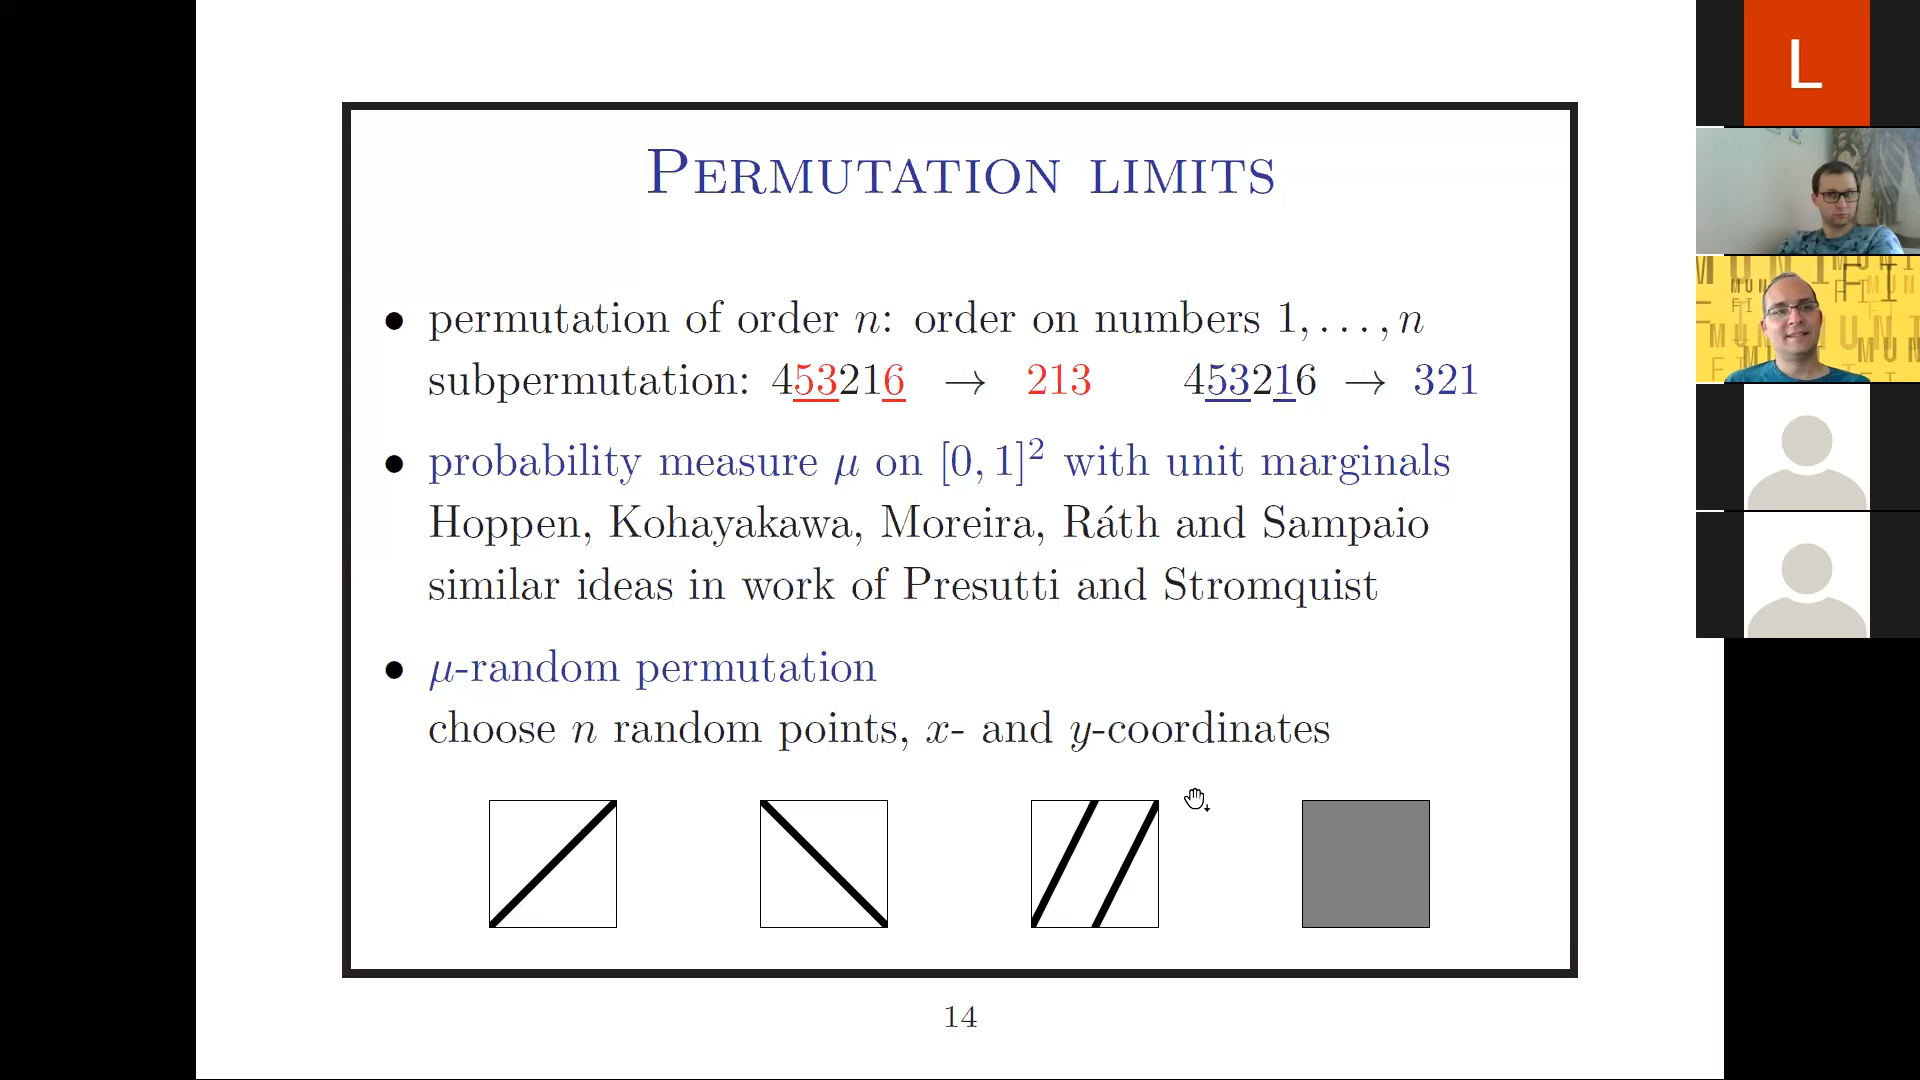 PERMUTATION LIMITS
• permutation of order n: order on numbers 1, . . . , n
subpermutation: 453216 → 213 453216 → 321
• probability measure μ on [0, 1]² with unit marginals
Hoppen, Kohayakawa, Moreira, Ráth and Sampaio
similar ideas in work of Presutti and Stromquist
• μ-random permutation
choose n random points, x- and y-coordinates
14
L